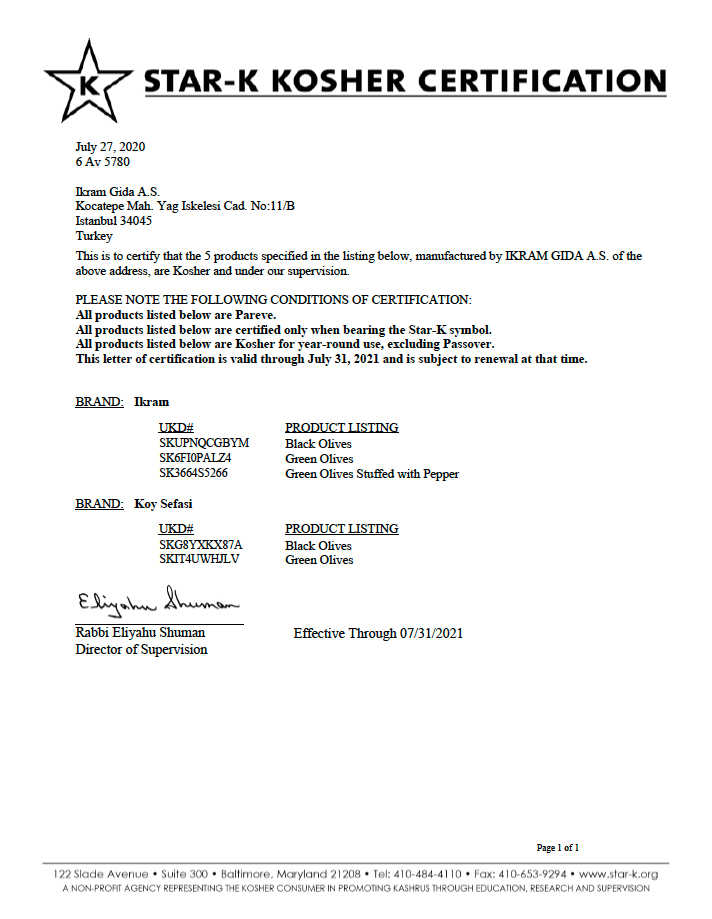 K
STAR-K KOSHER CERTIFICATION
July 27, 2020
6 Av 5780
Ikram Gida A.S.
Kocatepe Mah. Yag Iskelesi Cad. No:11/B
Istanbul 34045
Turkey
This is to certify that the 5 products specified in the listing below, manufactured by IKRAM GIDA A.S. of the
above address, are Kosher and under our supervision.
PLEASE NOTE THE FOLLOWING CONDITIONS OF CERTIFICATION:
All products listed below are Pareve.
All products listed below are certified only when bearing the Star-K symbol.
All products listed below are Kosher for year-round use, excluding Passover.
This letter of certification is valid through July 31, 2021 and is subject to renewal at that time.
BRAND: Ikram
UKD# PRODUCT LISTING
SKUPNQCGBYM Black Olives
SK6FI0PALZ4 Green Olives
SK3664S5266 Green Olives Stuffed with Pepper
BRAND: Koy Sefasi
UKD# PRODUCT LISTING
SKG8YXKX87A Black Olives
SKIT4UWHJLV Green Olives
Eliyahu Shuman
Rabbi Eliyahu Shuman Effective Through 07/31/2021
Director of Supervision
Page 1 of 1
122 Slade Avenue • Suite 300 • Baltimore, Maryland 21208 • Tel: 410-484-4110 • Fax: 410-653-9294 • www.star-k.org
A NON-PROFIT AGENCY REPRESENTING THE KOSHER CONSUMER IN PROMOTING KASHRUS THROUGH EDUCATION, RESEARCH AND SUPERVISION